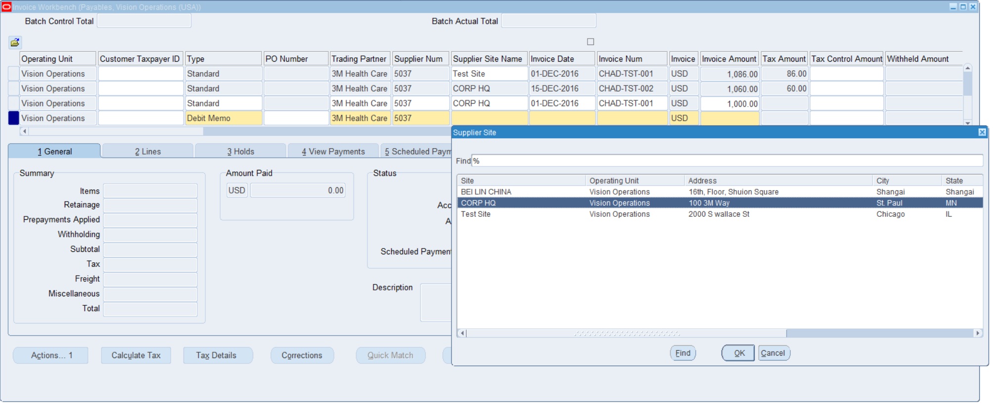 Invoice Workbench (Payables, Vision Operations (USA))
Batch Control Total
Batch Actual Total
Operating Unit Customer Taxpayer ID Type PO Number Trading Partner Supplier Num Supplier Site Name Invoice Date Invoice Num Invoice Invoice Amount Tax Amount Tax Control Amount Withheld Amount
Vision Operations Standard 3M Health Care 5037 Test Site 01-DEC-2016 CHAD-TST-001 USD 1,086.00 86.00
Vision Operations Standard 3M Health Care 5037 CORP HQ 15-DEC-2016 CHAD-TST-002 USD 1,060.00 60.00
Vision Operations Standard 3M Health Care 5037 CORP HQ 01-DEC-2016 CHAD-TST-001 USD 1,000.00
Vision Operations Debit Memo 3M Health Care 5037 USD
1 General 2 Lines 3 Holds 4 View Payments 5 Scheduled Paym
Summary
Items
Retainage
Prepayments Applied
Withholding
Subtotal
Tax
Freight
Miscellaneous
Total
Amount Paid
USD 0.00
Status
Acc
A
Scheduled Payment
Description
Actions... 1 Calculate Tax Tax Details Corrections Quick Match
Supplier Site
Find %
Site Operating Unit Address City State
BEI LIN CHINA Vision Operations 16th, Floor, Shuion Square Shangai Shangai
CORP HQ Vision Operations 100 3M Way St. Paul MN
Test Site Vision Operations 2000 S wallace St Chicago IL
Find OK Cancel